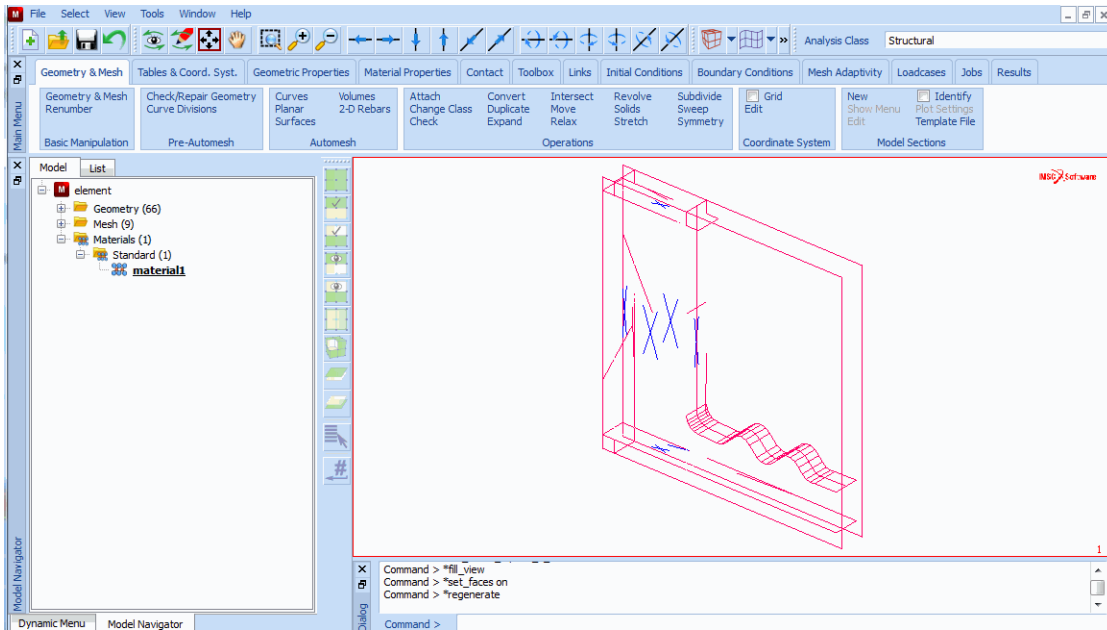 File Select View Tools Window Help
» Analysis Class Structural
Main Menu
Geometry & Mesh Tables & Coord. Syst. Geometric Properties Material Properties Contact Toolbox Links Initial Conditions Boundary Conditions Mesh Adaptivity Loadcases Jobs Results
Geometry & Mesh
Renumber
Basic Manipulation
Check/Repair Geometry
Curve Divisions
Pre-Automesh
Curves Volumes
Planar 2-D Rebars
Surfaces
Automesh
Attach Convert Intersect Revolve Subdivide
Change Class Duplicate Move Solids Sweep
Check Expand Relax Stretch Symmetry
Operations
Grid
Edit
Coordinate System
New Identify
Show Menu Plot Settings
Edit Template File
Model Sections
Model Navigator
Model List
element
Geometry (66)
Mesh (9)
Materials (1)
Standard (1)
material1
MSC Software
1
Dialog
Command > *fill_view
Command > *set_faces on
Command > *regenerate
Command >
Dynamic Menu Model Navigator